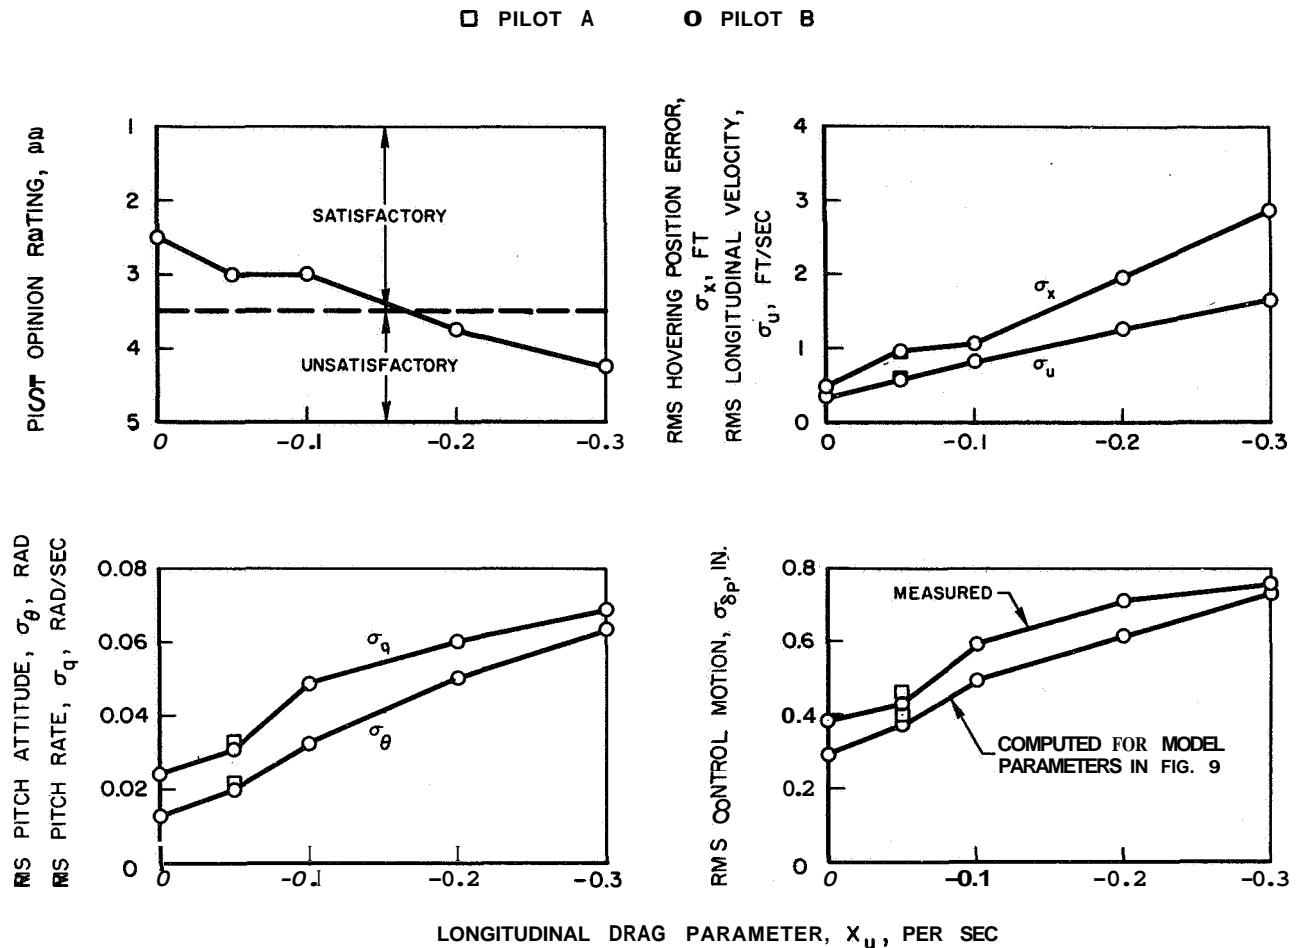 PILOT A PILOT B
PILOT OPINION RATING,
1
2
3
4
5
SATISFACTORY
UNSATISFACTORY
0 -0.1 -0.2 -0.3
RMS HOVERING POSITION ERROR,
σx, FT
RMS LONGITUDINAL VELOCITY,
σu, FT/SEC
4
3
2
1
0
σx
σu
0 -0.1 -0.2 -0.3
RMS PITCH ATTITUDE, σθ, RAD
RMS PITCH RATE, σq, RAD/SEC
0.08
0.06
0.04
0.02
0
σq
σθ
0 -0.1 -0.2 -0.3
RMS CONTROL MOTION, σδP, IN.
0.8
0.6
0.4
0.2
0
MEASURED
COMPUTED FOR MODEL
PARAMETERS IN FIG. 9
0 -0.1 -0.2 -0.3
LONGITUDINAL DRAG PARAMETER, Xu, PER SEC